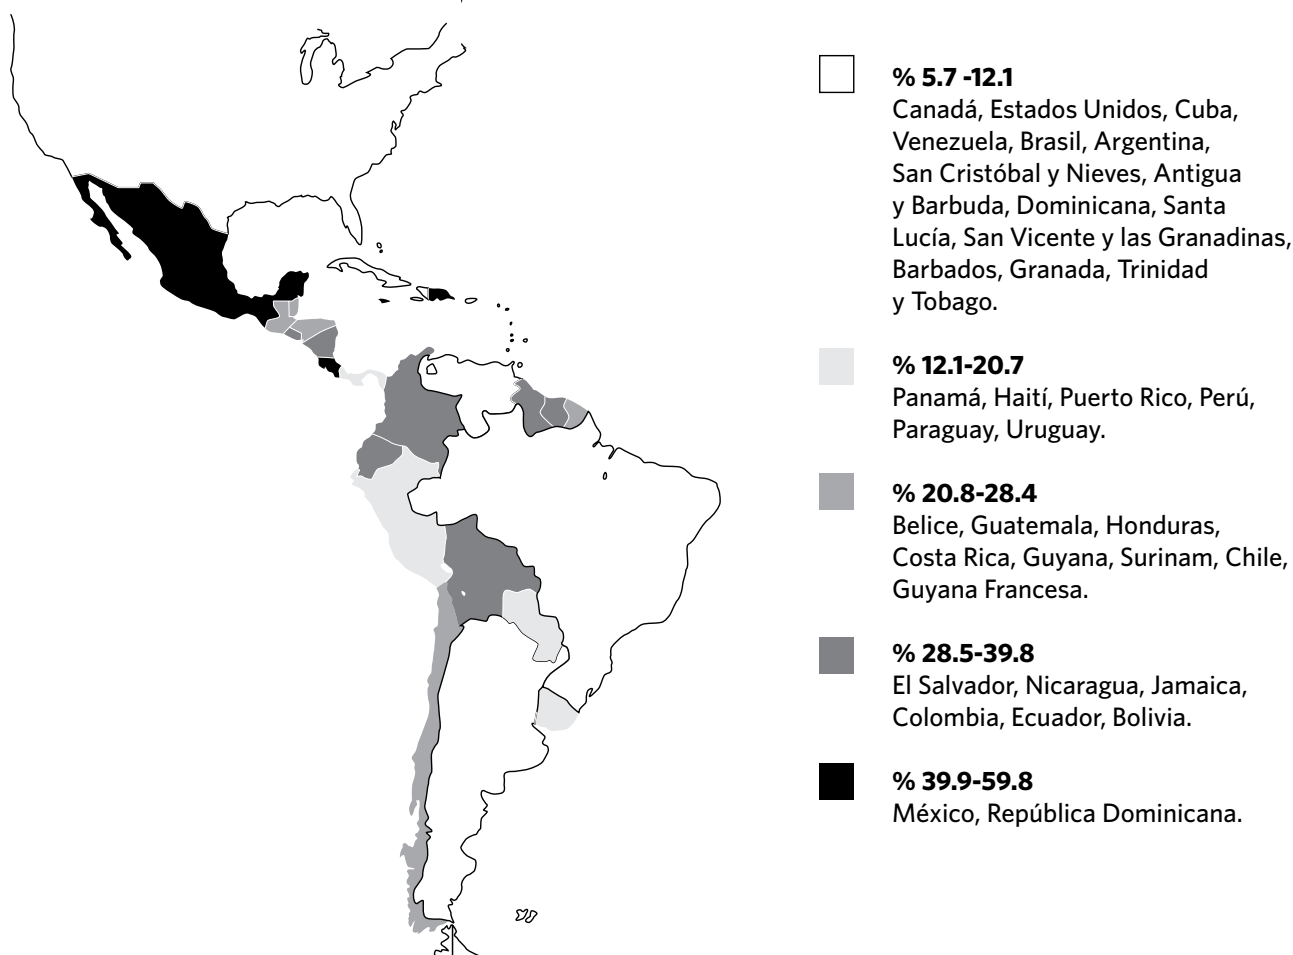 % 5.7 -12.1
Canadá, Estados Unidos, Cuba,
Venezuela, Brasil, Argentina,
San Cristóbal y Nieves, Antigua
y Barbuda, Dominicana, Santa
Lucía, San Vicente y las Granadinas,
Barbados, Granada, Trinidad
y Tobago.
% 12.1-20.7
Panamá, Haití, Puerto Rico, Perú,
Paraguay, Uruguay.
% 20.8-28.4
Belice, Guatemala, Honduras,
Costa Rica, Guyana, Surinam, Chile,
Guyana Francesa.
% 28.5-39.8
El Salvador, Nicaragua, Jamaica,
Colombia, Ecuador, Bolivia.
% 39.9-59.8
México, República Dominicana.